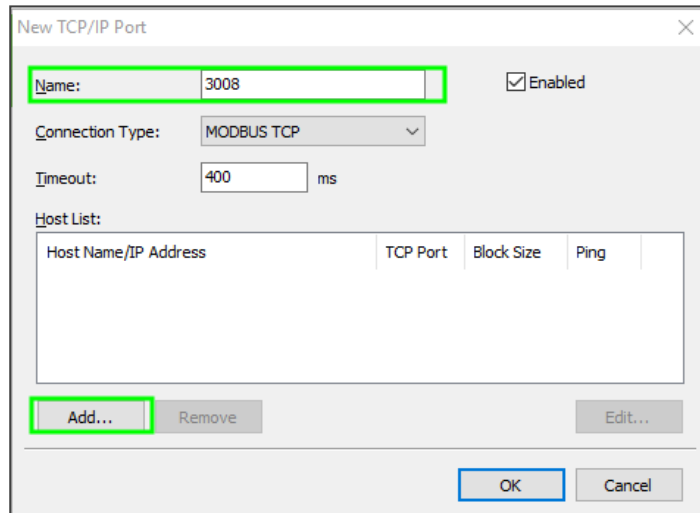 New TCP/IP Port
Name: 3008 Enabled
Connection Type: MODBUS TCP
Timeout: 400 ms
Host List:
Host Name/IP Address TCP Port Block Size Ping
Add... Remove Edit...
OK Cancel